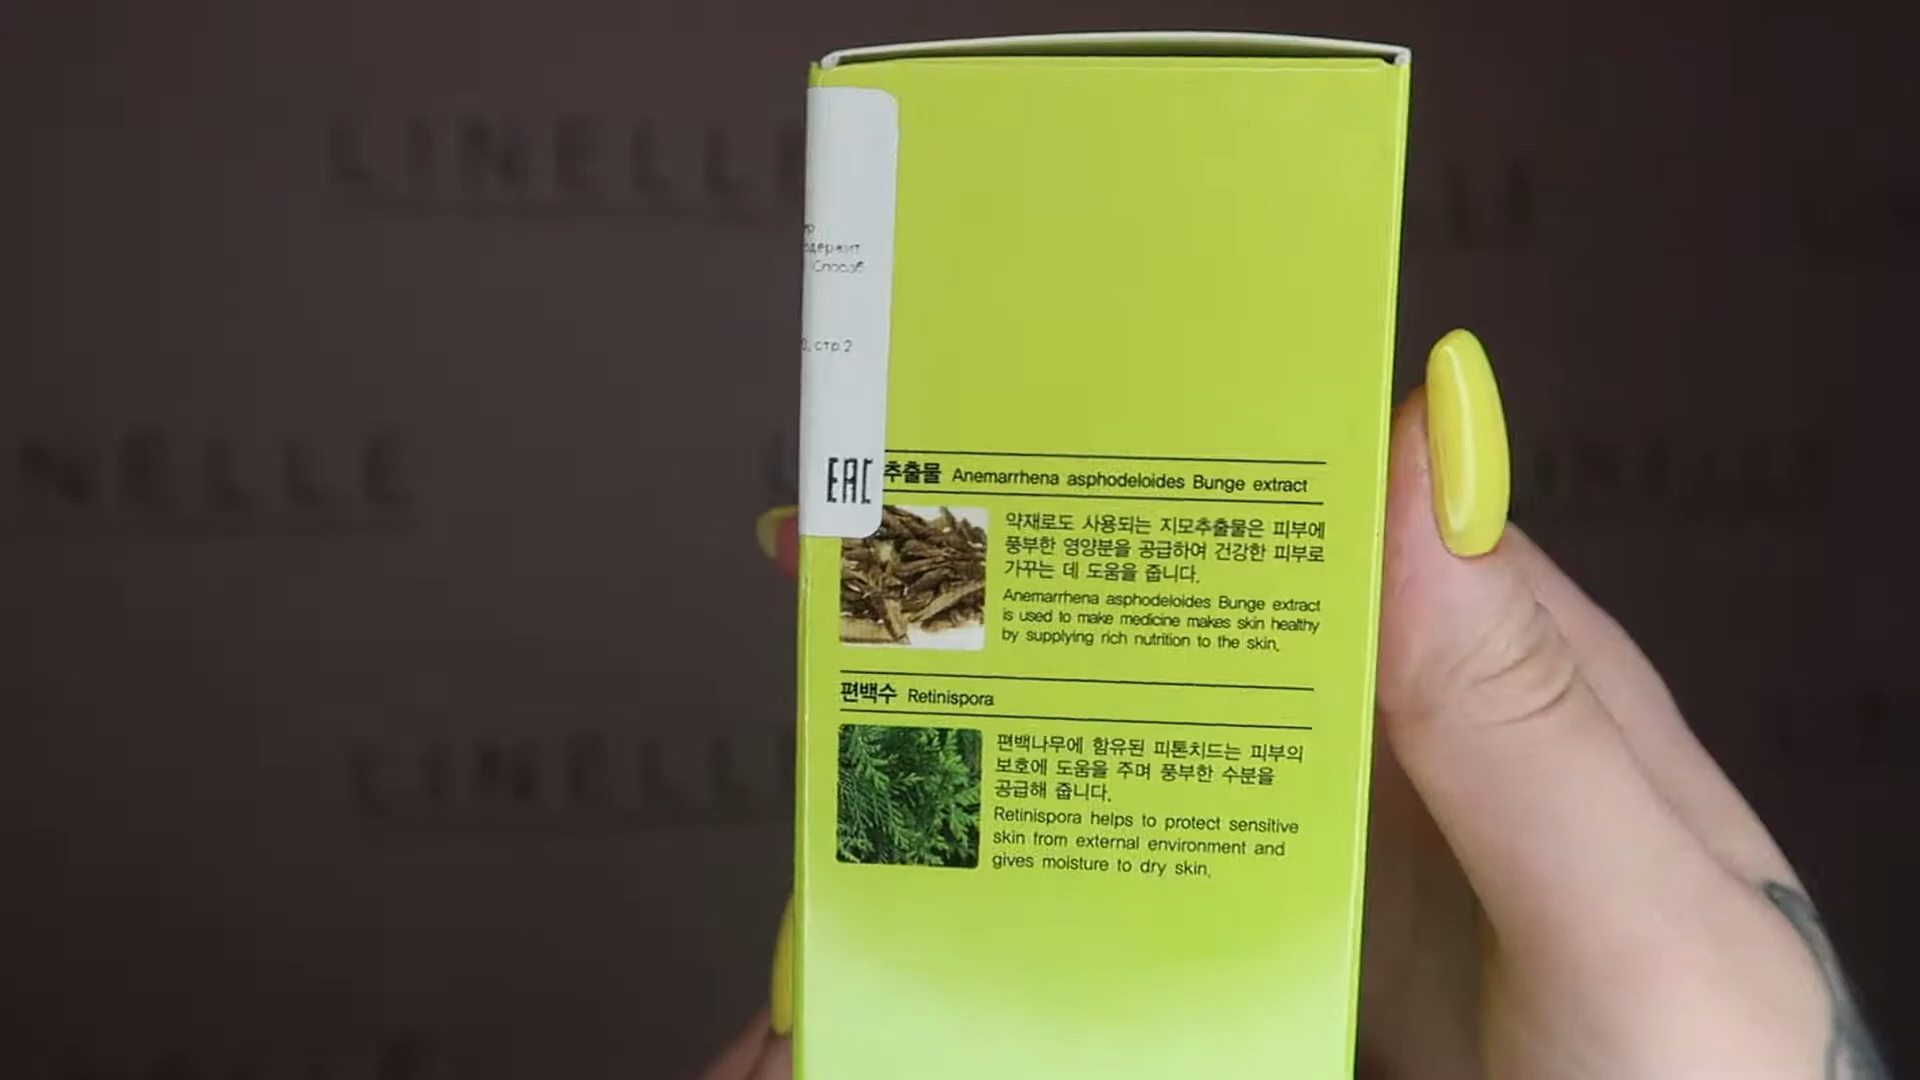 LINELLE
одержит
Способ
стр.2
EAC
추출물 Anemarrhena asphodeloides Bunge extract
약재로도 사용되는 지모추출물은 피부에
풍부한 영양분을 공급하여 건강한 피부로
가꾸는 데 도움을 줍니다.
Anemarrhena asphodeloides Bunge extract
is used to make medicine makes skin healthy
by supplying rich nutrition to the skin.
편백수 Retinispora
편백나무에 함유된 피톤치드는 피부의
보호에 도움을 주며 풍부한 수분을
공급해 줍니다.
Retinispora helps to protect sensitive
skin from external environment and
gives moisture to dry skin.
NELLE
LINELLE